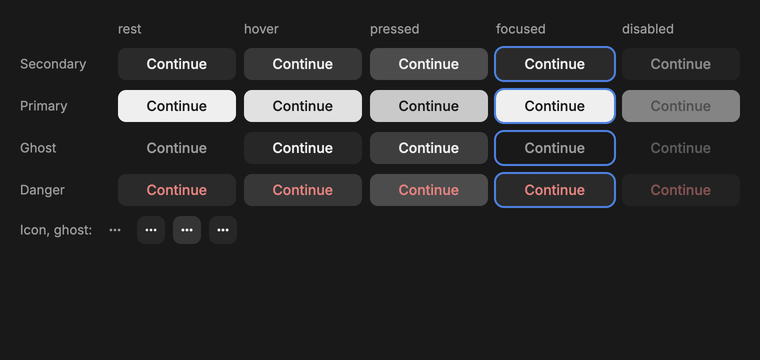 rest hover pressed focused disabled
Secondary Continue Continue Continue Continue Continue
Primary Continue Continue Continue Continue Continue
Ghost Continue Continue Continue Continue Continue
Danger Continue Continue Continue Continue Continue
Icon, ghost: ••• ••• ••• •••